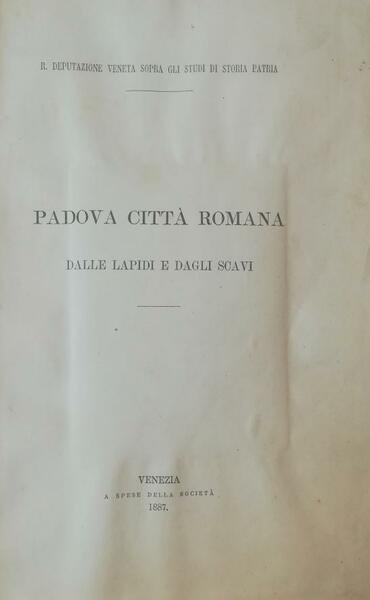 R. DEPUTAZIONE VENETA SOPRA GLI STUDI DI STORIA PATRIA
PADOVA CITTÀ ROMANA
DALLE LAPIDI E DAGLI SCAVI
VENEZIA
A SPESE DELLA SOCIETÀ
1887.